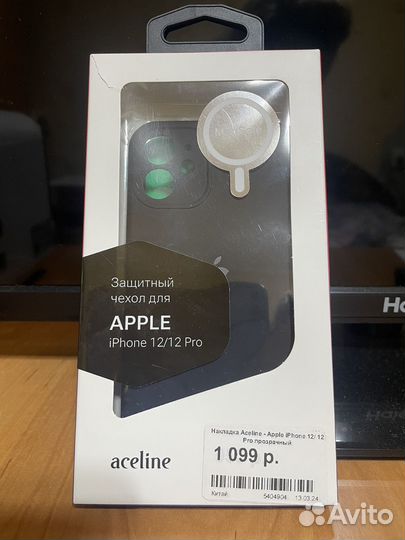 Защитный
чехол для
APPLE
iPhone 12/12 Pro
Накладка Aceline - Apple iPhone 12/ 12
Pro прозрачный
1 099 р.
Китай
5404904
13.03.24
aceline
Avito